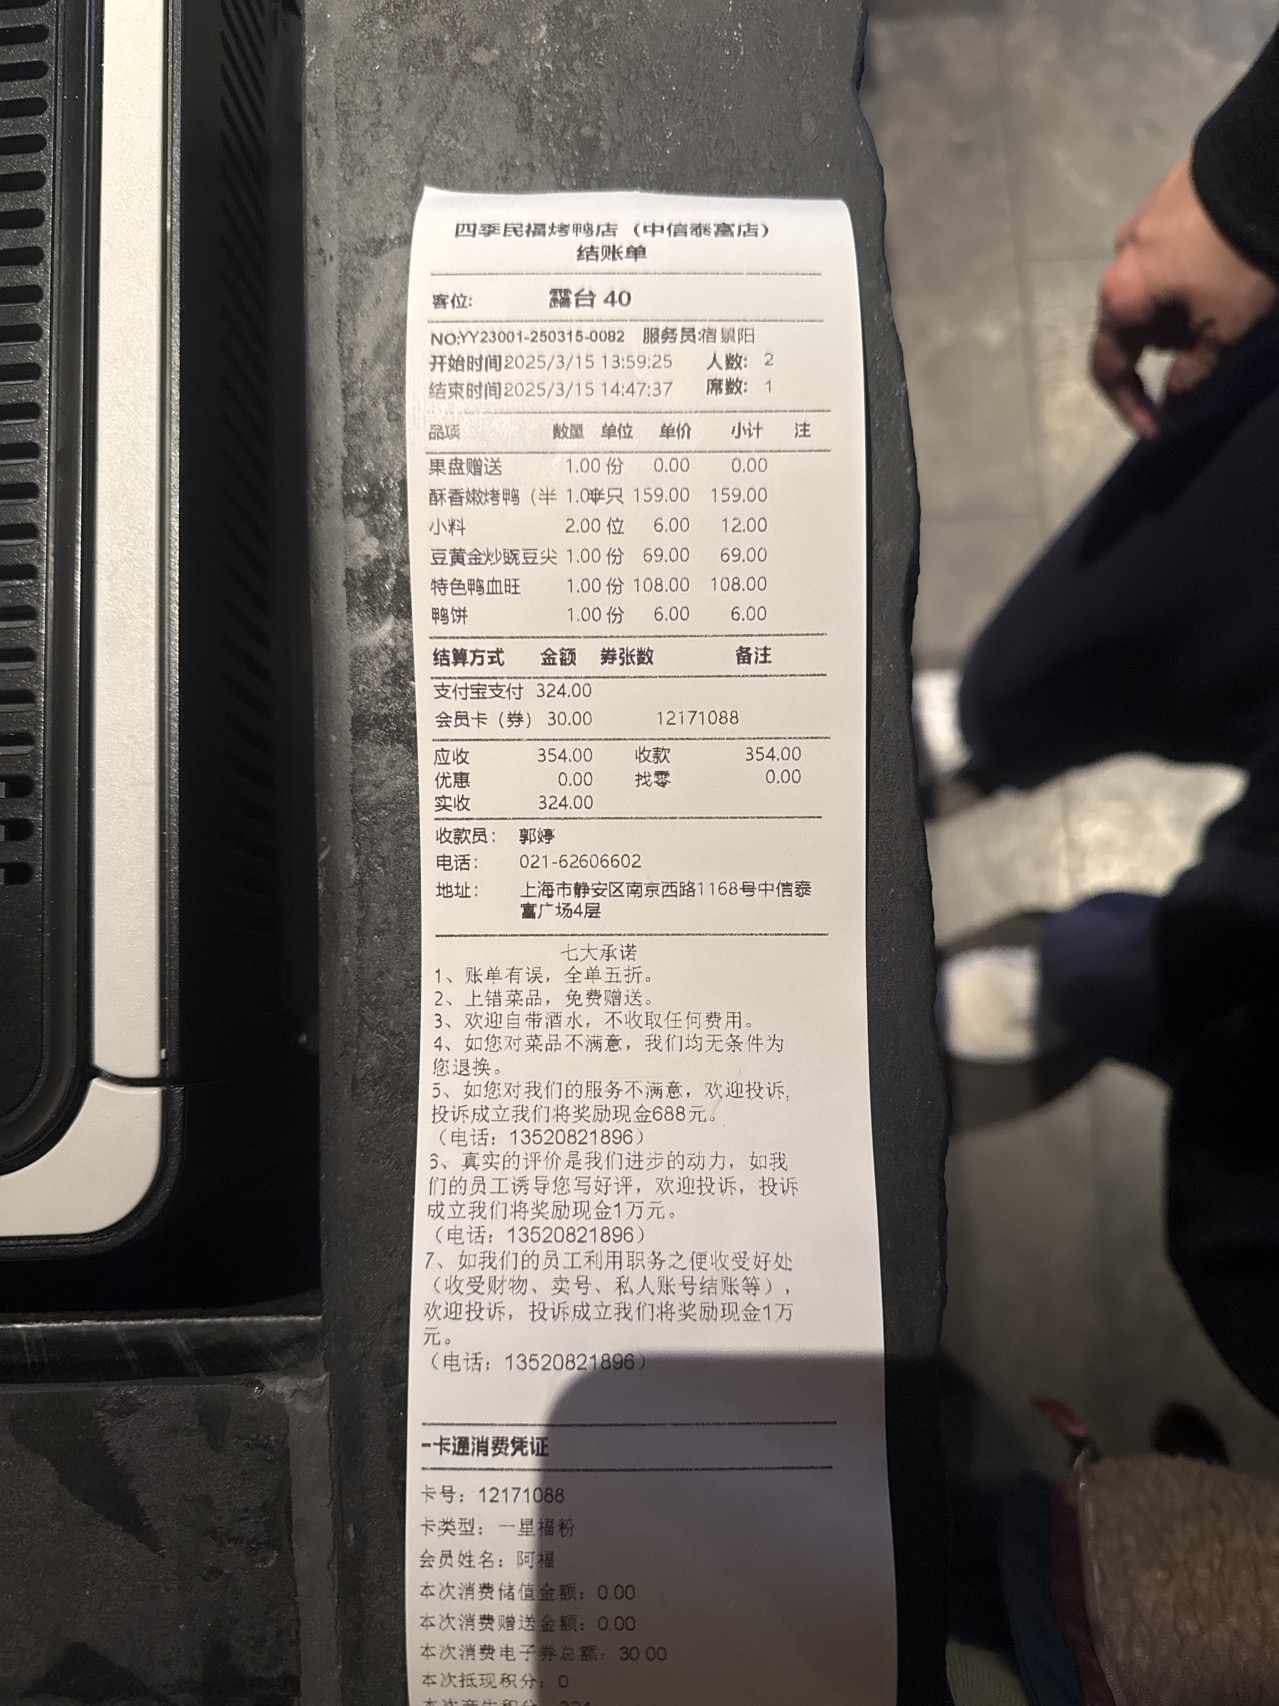 四季民福烤鸭店（中信泰富店）
结账单
客位: 露台 40
NO:YY23001-250315-0082 服务员:宿景阳
开始时间2025/3/15 13:59:25 人数: 2
结束时间2025/3/15 14:47:37 席数: 1
品项 数量 单位 单价 小计 注
果盘赠送 1.00 份 0.00 0.00
酥香嫩烤鸭（半 1.0半只 159.00 159.00
小料 2.00 位 6.00 12.00
豆黄金炒豌豆尖 1.00 份 69.00 69.00
特色鸭血旺 1.00 份 108.00 108.00
鸭饼 1.00 份 6.00 6.00
结算方式 金额 券张数 备注
支付宝支付 324.00
会员卡（券） 30.00 12171088
应收 354.00 收款 354.00
优惠 0.00 找零 0.00
实收 324.00
收款员: 郭婷
电话: 021-62606602
地址: 上海市静安区南京西路1168号中信泰
富广场4层
七大承诺
1、账单有误，全单五折。
2、上错菜品，免费赠送。
3、欢迎自带酒水，不收取任何费用。
4、如您对菜品不满意，我们均无条件为
您退换。
5、如您对我们的服务不满意，欢迎投诉,
投诉成立我们将奖励现金688元。
（电话：13520821896）
6、真实的评价是我们进步的动力，如我
们的员工诱导您写好评，欢迎投诉，投诉
成立我们将奖励现金1万元。
（电话：13520821896）
7、如我们的员工利用职务之便收受好处
（收受财物、卖号、私人账号结账等），
欢迎投诉，投诉成立我们将奖励现金1万
元。
（电话：13520821896）
一卡通消费凭证
卡号：12171088
卡类型：一星福粉
会员姓名：阿福
本次消费储值金额：0.00
本次消费赠送金额：0.00
本次消费电子券总额：30.00
本次抵现积分：0